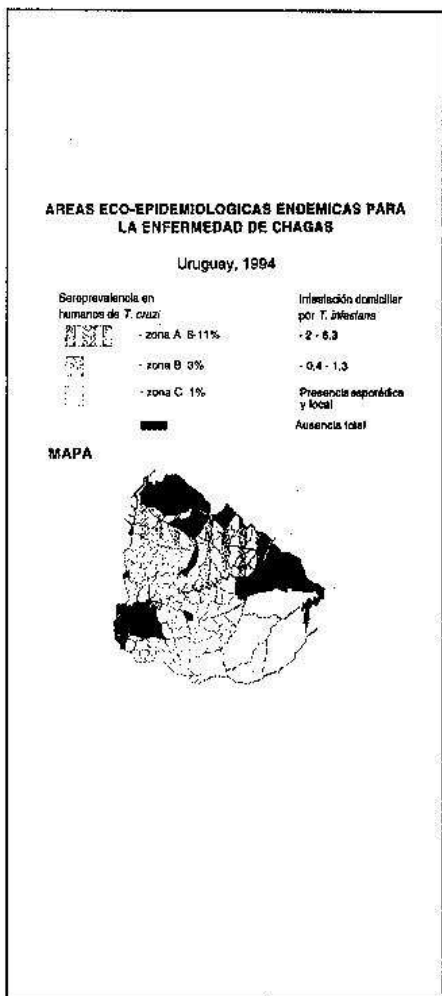 AREAS ECO-EPIDEMIOLOGICAS ENDEMICAS PARA
LA ENFERMEDAD DE CHAGAS
Uruguay, 1994
Seroprevalencia en
humanos de T. cruzi
Infestación domiciliar
por T. infestans
- zona A 6-11%
- 2 - 6.3
- zona B 3%
- 0,4 - 1,3
- zona C 1%
Presencia esporádica
y local
Ausencia total
MAPA